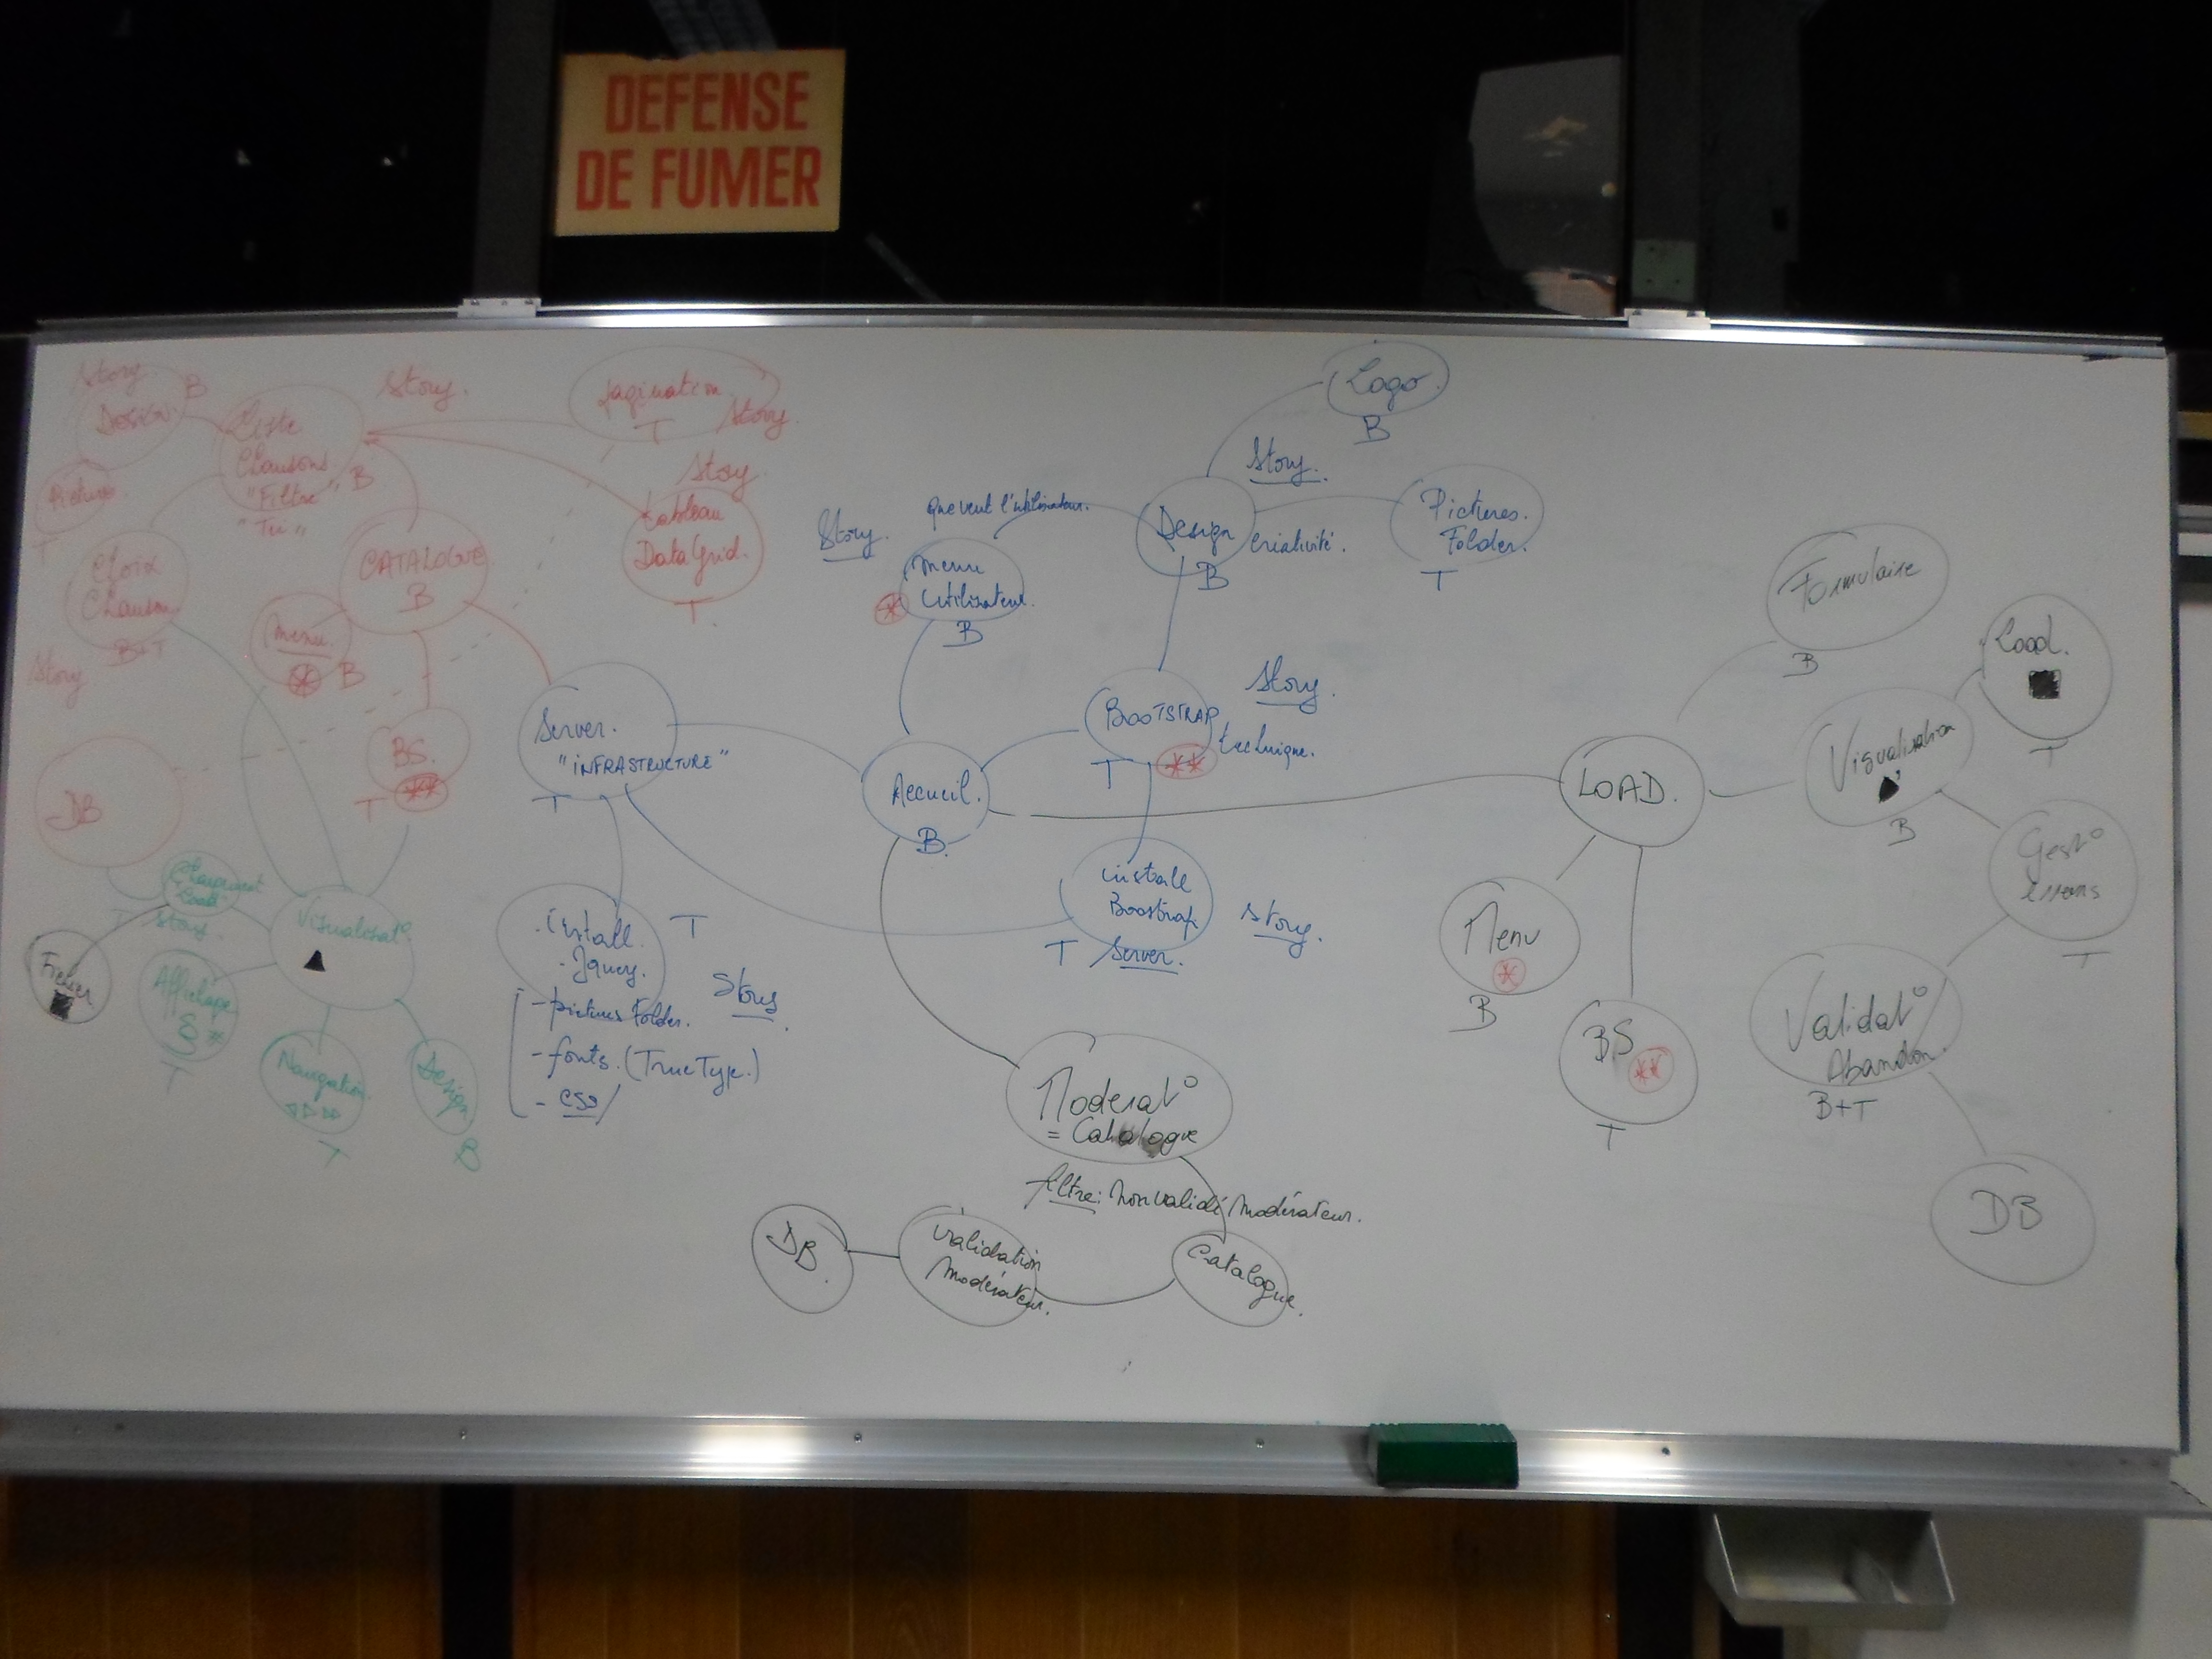 DEFENSE
DE FUMER
Story.
B
Design.
Liste
Chansons
"Filtre"
B
"Tri"
Story.
Pagination
T
Story.
Story
tableau
DataGrid.
T.
Picture.
T
Choix
Chanson
B+T
Story
CATALOGUE
B
menu.
B
BS.
**
T
DB
T
Chargement
"Load"
Story.
Fichier
Visualisat°
Affichage
T
Navigation
T
Design
B
Server.
"INFRASTRUCTURE"
T
. install.
- Jquery.
T
Story
- pictures Folder.
- fonts. (TrueType.)
- css
Logo.
B
Story.
Design
créativité.
B
Pictures.
Folder.
T
que veut l'utilisateur.
Story.
menu
Utilisateur.
*
B
BOOTSTRAP
Story.
technique.
T
**
Accueil.
B.
installe
Boostrap
T Server.
Story.
LOAD.
Formulaire
B
Visualisation
B
Load.
T
Gest°
errors
T
Validat°
Abandon.
B+T
DB
Menu
*
B
BS
**
T
Moderat°
= Catalogue
filtre: non validé modérateur.
Catalogue.
validation
modérateur.
DB.